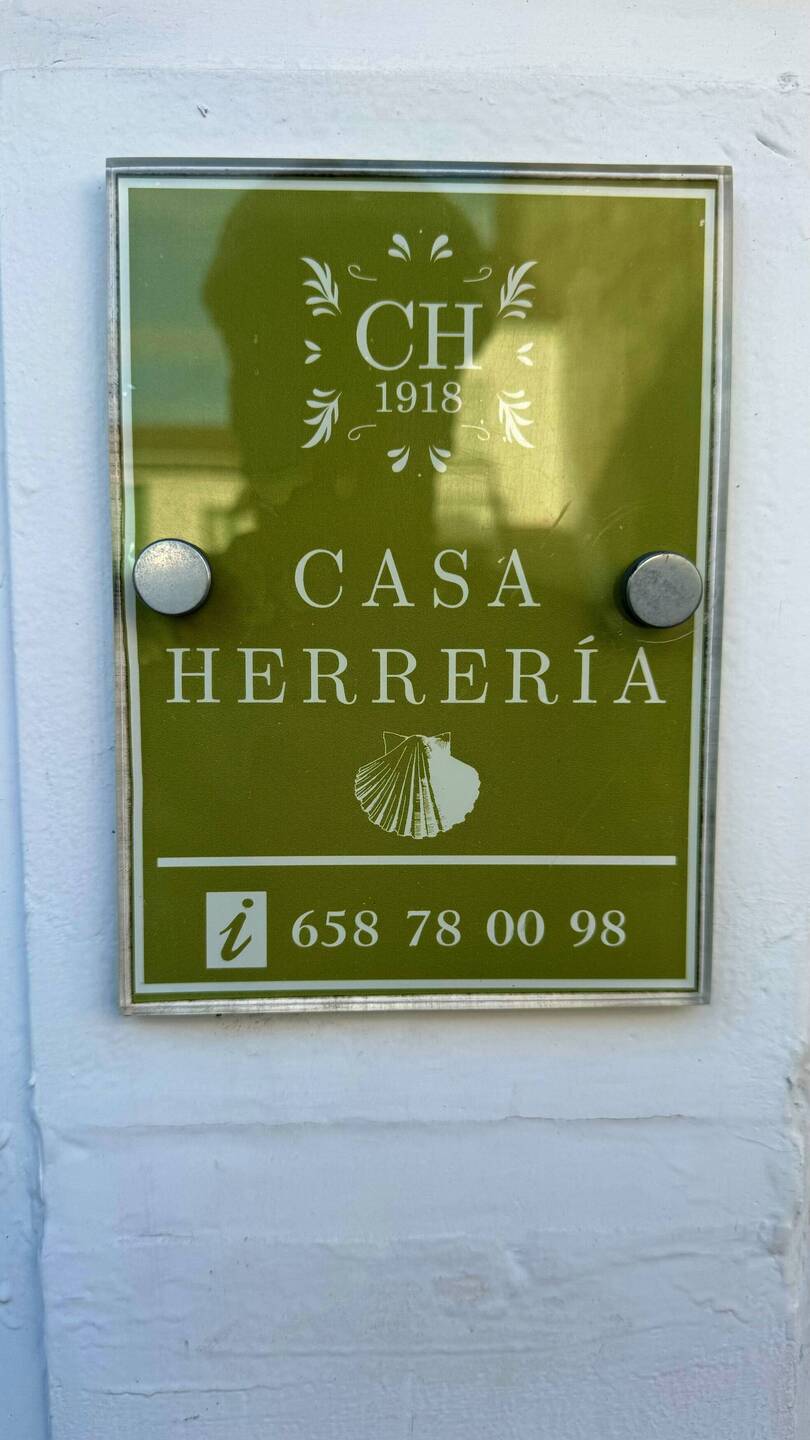 CH
1918
CASA
HERRERÍA
i 658 78 00 98